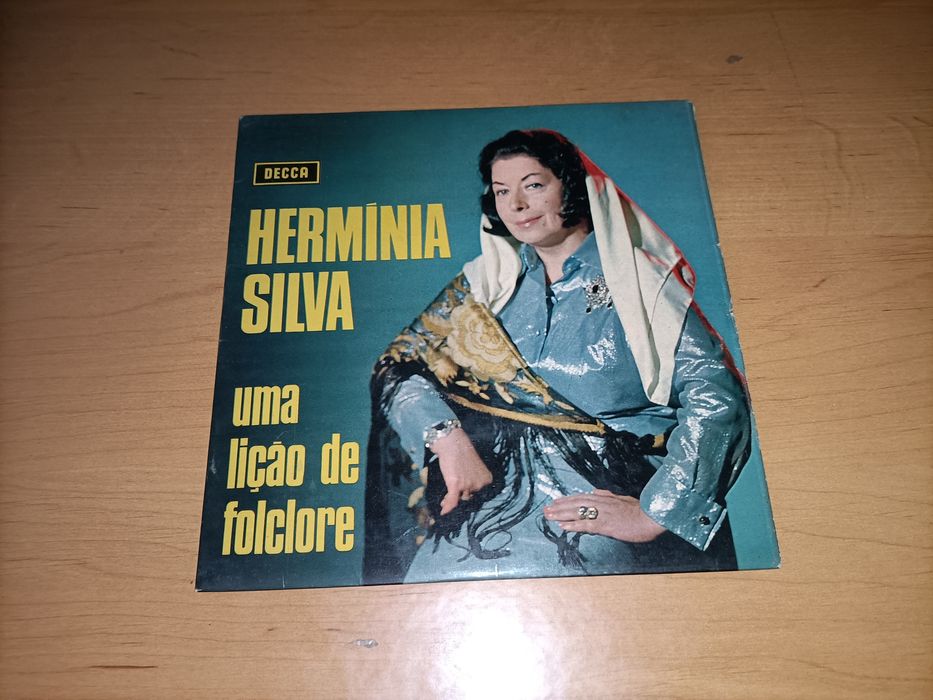 DECCA
HERMÍNIA
SILVA
uma
lição de
folclore